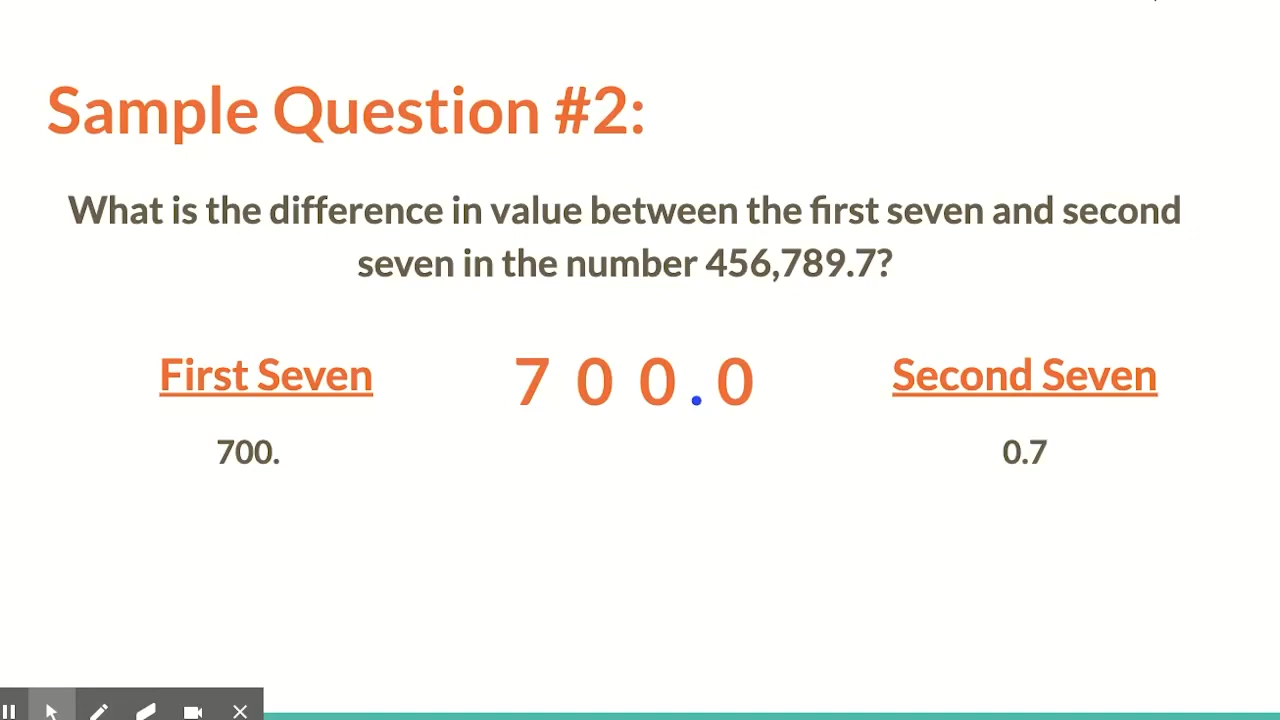 Sample Question #2:
What is the difference in value between the first seven and second
seven in the number 456,789.7?
First Seven
700.
7 0 0 . 0
Second Seven
0.7